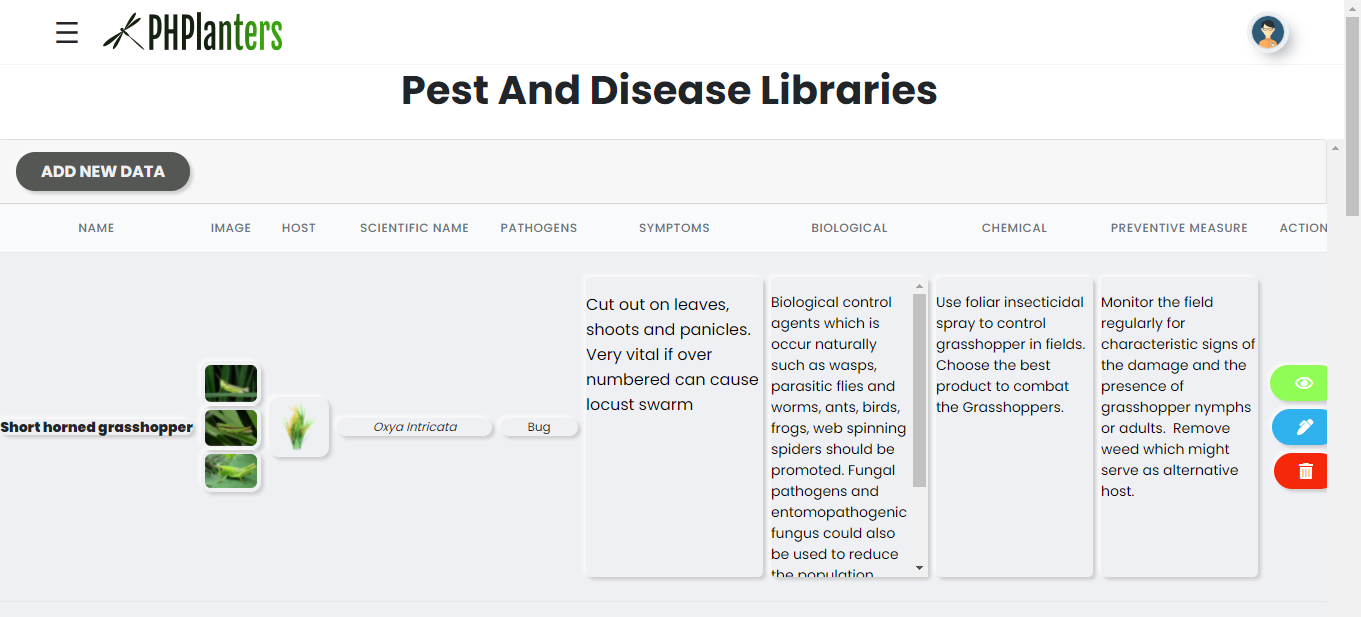 PHPlanters
Pest And Disease Libraries
ADD NEW DATA
NAME IMAGE HOST SCIENTIFIC NAME PATHOGENS SYMPTOMS BIOLOGICAL CHEMICAL PREVENTIVE MEASURE ACTION
Short horned grasshopper
Oxya Intricata
Bug
Cut out on leaves,
shoots and panicles.
Very vital if over
numbered can cause
locust swarm
Biological control
agents which is
occur naturally
such as wasps,
parasitic flies and
worms, ants, birds,
frogs, web spinning
spiders should be
promoted. Fungal
pathogens and
entomopathogenic
fungus could also
be used to reduce
the population
Use foliar insecticidal
spray to control
grasshopper in fields.
Choose the best
product to combat
the Grasshoppers.
Monitor the field
regularly for
characteristic signs of
the damage and the
presence of
grasshopper nymphs
or adults.  Remove
weed which might
serve as alternative
host.